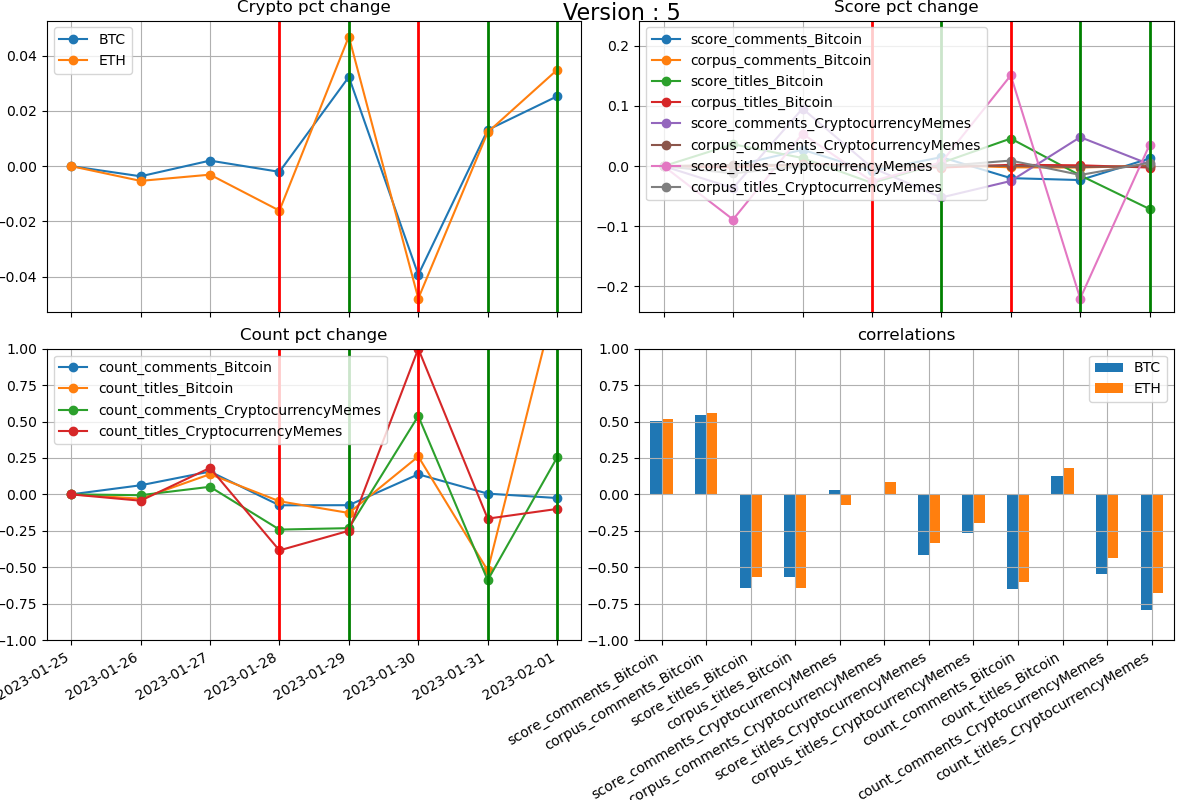 Version : 5
Crypto pct change
BTC
ETH
0.04
0.02
0.00
−0.02
−0.04
Score pct change
score_comments_Bitcoin
corpus_comments_Bitcoin
score_titles_Bitcoin
corpus_titles_Bitcoin
score_comments_CryptocurrencyMemes
corpus_comments_CryptocurrencyMemes
score_titles_CryptocurrencyMemes
corpus_titles_CryptocurrencyMemes
0.2
0.1
0.0
−0.1
−0.2
Count pct change
count_comments_Bitcoin
count_titles_Bitcoin
count_comments_CryptocurrencyMemes
count_titles_CryptocurrencyMemes
1.00
0.75
0.50
0.25
0.00
−0.25
−0.50
−0.75
−1.00
2023-01-25
2023-01-26
2023-01-27
2023-01-28
2023-01-29
2023-01-30
2023-01-31
2023-02-01
correlations
BTC
ETH
1.00
0.75
0.50
0.25
0.00
−0.25
−0.50
−0.75
−1.00
score_comments_Bitcoin
corpus_comments_Bitcoin
score_titles_Bitcoin
corpus_titles_Bitcoin
score_comments_CryptocurrencyMemes
corpus_comments_CryptocurrencyMemes
score_titles_CryptocurrencyMemes
corpus_titles_CryptocurrencyMemes
count_comments_Bitcoin
count_titles_Bitcoin
count_comments_CryptocurrencyMemes
count_titles_CryptocurrencyMemes